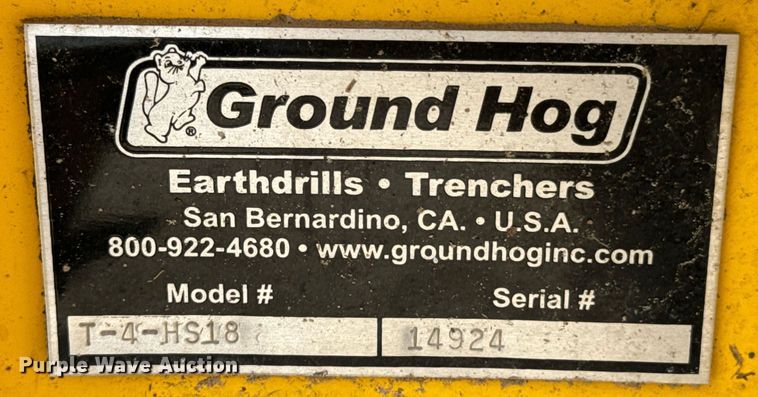 Ground Hog
®
Earthdrills • Trenchers
San Bernardino, CA. • U.S.A.
800-922-4680 • www.groundhoginc.com
Model # Serial #
T-4-HS18 14924
Purple Wave Auction